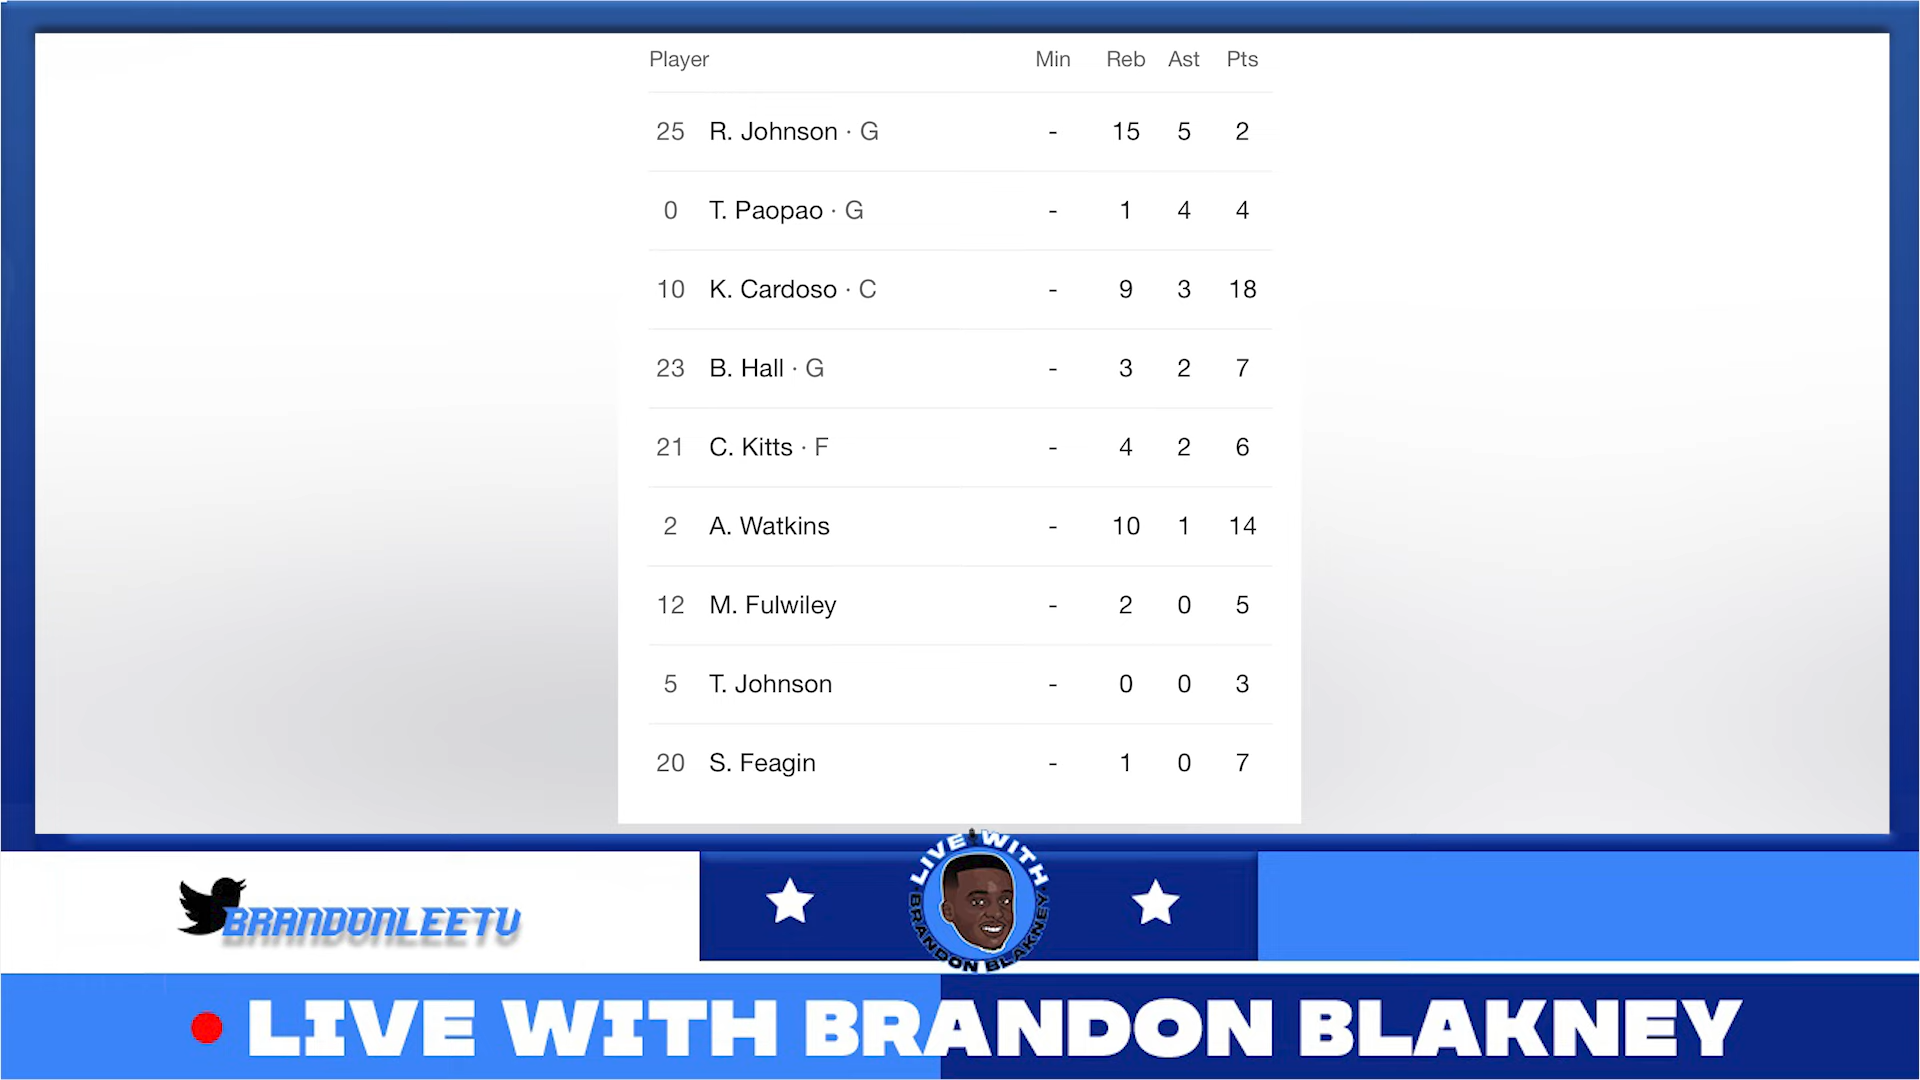 Player Min Reb Ast Pts
25 R. Johnson · G - 15 5 2
0 T. Paopao · G - 1 4 4
10 K. Cardoso · C - 9 3 18
23 B. Hall · G - 3 2 7
21 C. Kitts · F - 4 2 6
2 A. Watkins - 10 1 14
12 M. Fulwiley - 2 0 5
5 T. Johnson - 0 0 3
20 S. Feagin - 1 0 7
BRANDONLEETV
LIVE WITH
BRANDON BLAKNEY
LIVE WITH BRANDON BLAKNEY